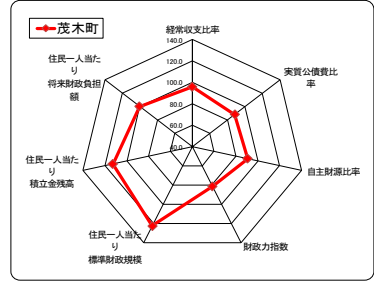 茂木町
経常収支比率
140.0
120.0
100.0
80.0
60.0
40.0
実質公債費比
率
自主財源比率
財政力指数
住民一人当た
り
標準財政規模
住民一人当た
り
積立金残高
住民一人当た
り
将来財政負担
額